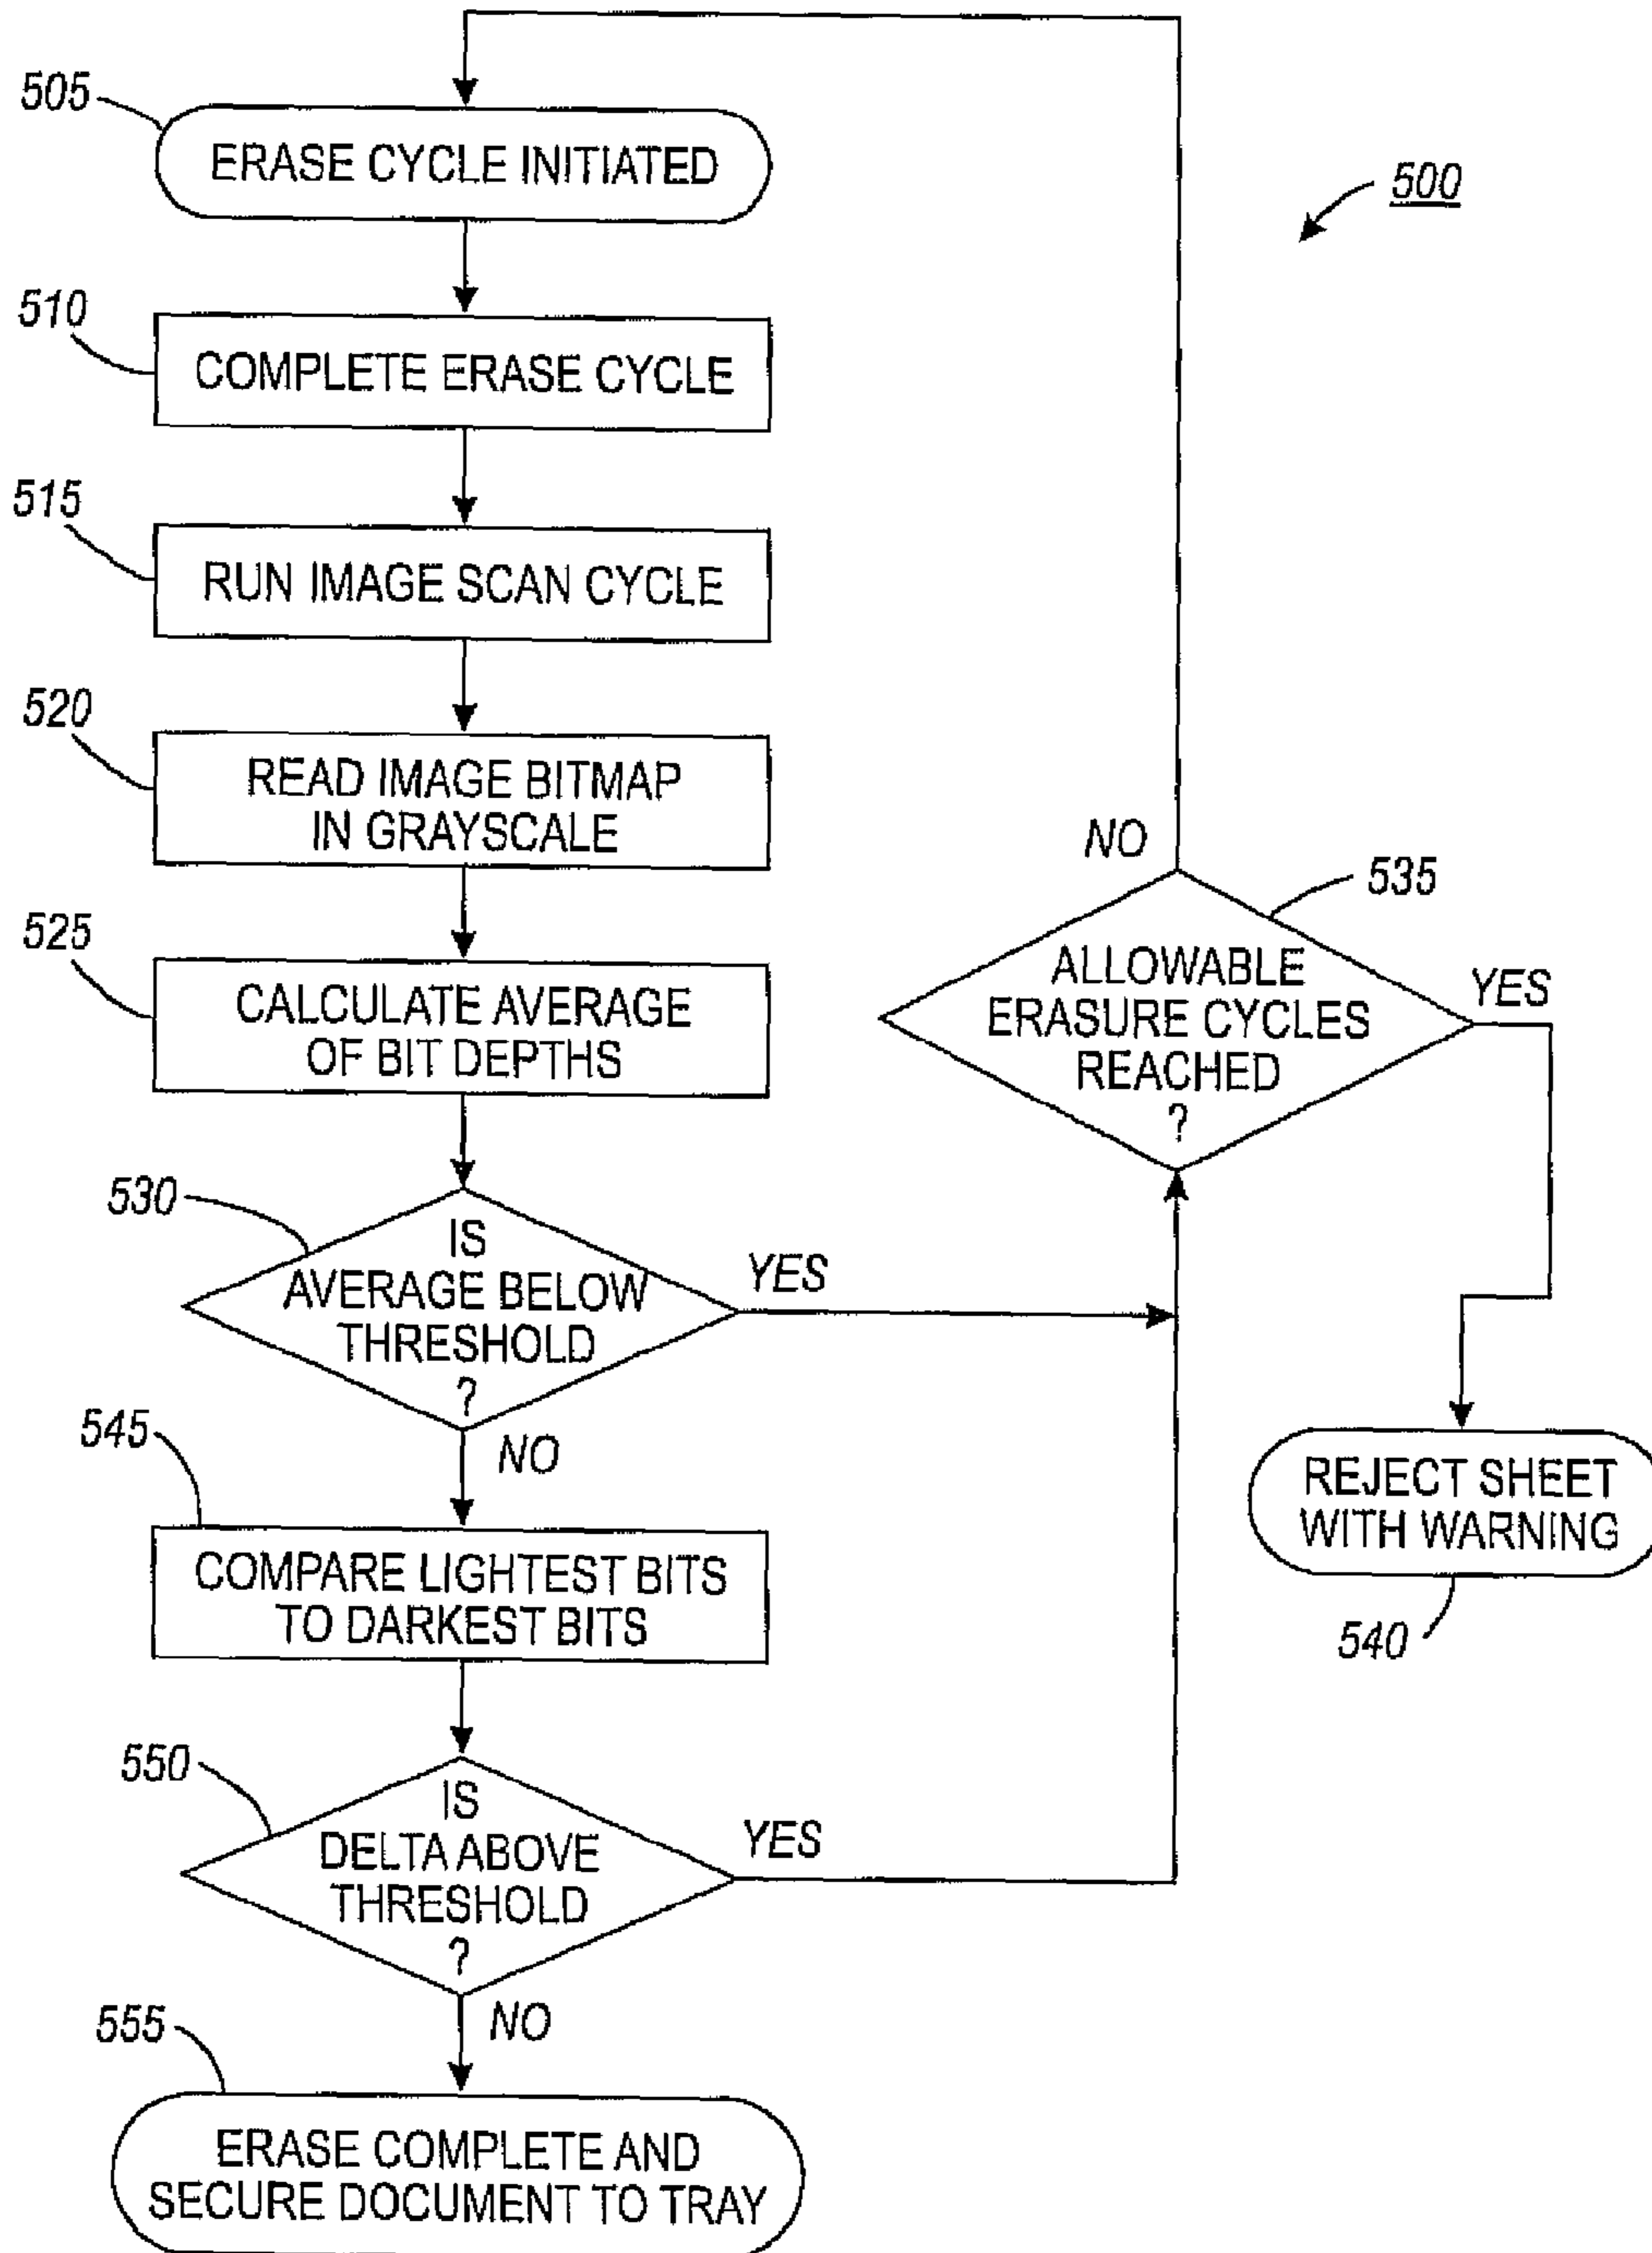 505
ERASE CYCLE INITIATED
500
510
COMPLETE ERASE CYCLE
515
RUN IMAGE SCAN CYCLE
520
READ IMAGE BITMAP
IN GRAYSCALE
525
CALCULATE AVERAGE
OF BIT DEPTHS
530
IS
AVERAGE BELOW
THRESHOLD
?
YES
NO
535
ALLOWABLE
ERASURE CYCLES
REACHED
?
NO
YES
REJECT SHEET
WITH WARNING
540
545
COMPARE LIGHTEST BITS
TO DARKEST BITS
550
IS
DELTA ABOVE
THRESHOLD
?
YES
NO
555
ERASE COMPLETE AND
SECURE DOCUMENT TO TRAY